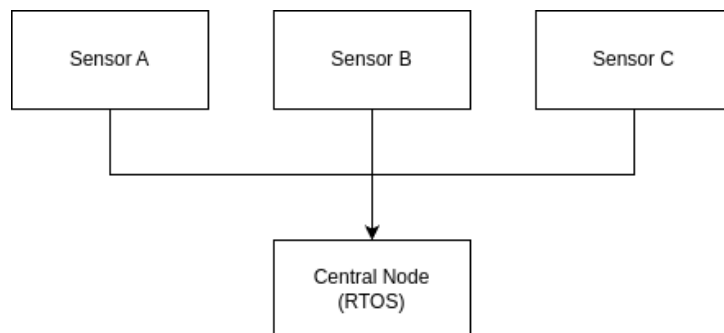 Sensor A
Sensor B
Sensor C
Central Node
(RTOS)